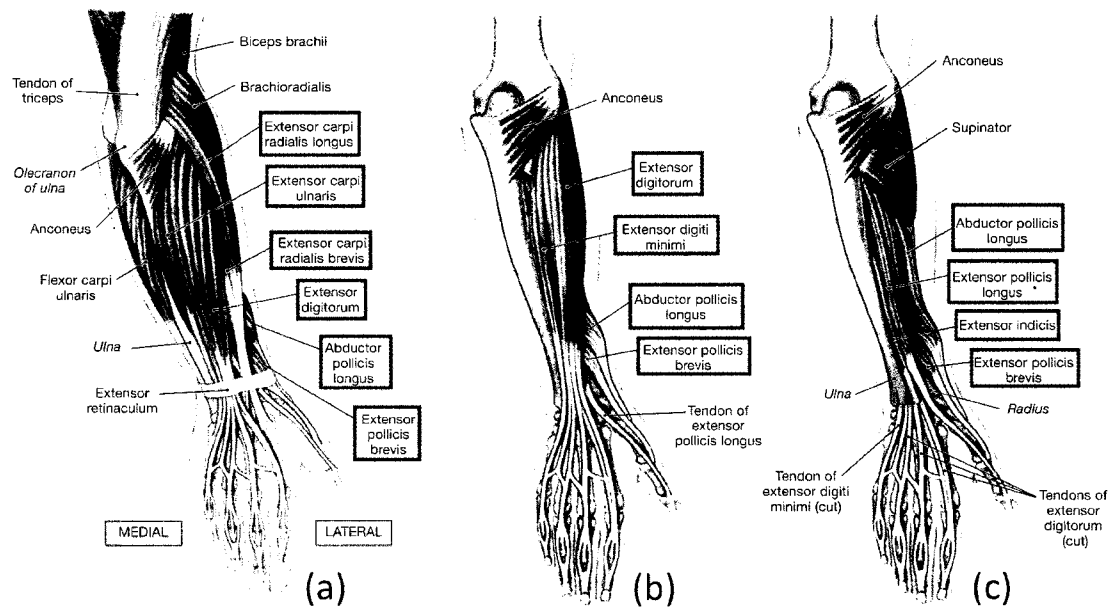 Biceps brachii
Tendon of
triceps
Brachioradialis
Extensor carpi
radialis longus
Olecranon
of ulna
Extensor carpi
ulnaris
Anconeus
Extensor carpi
radialis brevis
Flexor carpi
ulnaris
Extensor
digitorum
Ulna
Abductor
pollicis
longus
Extensor
retinaculum
Extensor
pollicis
brevis
MEDIAL
LATERAL
(a)
Anconeus
Extensor
digitorum
Extensor digiti
minimi
Abductor pollicis
longus
Extensor pollicis
brevis
Tendon of
extensor
pollicis longus
(b)
Anconeus
Supinator
Abductor pollicis
longus
Extensor pollicis
longus
Extensor indicis
Extensor pollicis
brevis
Ulna
Radius
Tendon of
extensor digiti
minimi (cut)
Tendons of
extensor
digitorum
(cut)
(c)